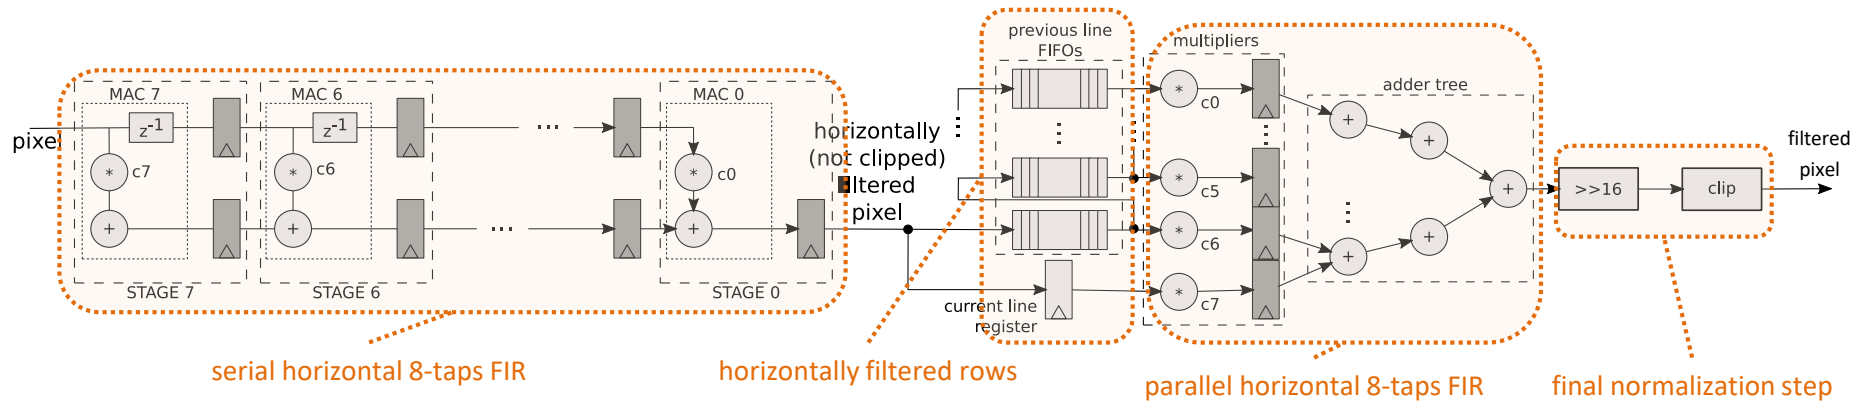 pixel
MAC 7
z-1
*
c7
+
STAGE 7
MAC 6
z-1
*
c6
+
STAGE 6
...
...
MAC 0
*
c0
+
STAGE 0
serial horizontal 8-taps FIR
horizontally
(not clipped)
ltered
pixel
previous line
FIFOs
...
...
current line
register
horizontally filtered rows
multipliers
*
c0
...
...
*
c5
*
c6
*
c7
adder tree
+
+
+
...
+
+
parallel horizontal 8-taps FIR
>>16
clip
filtered
pixel
final normalization step